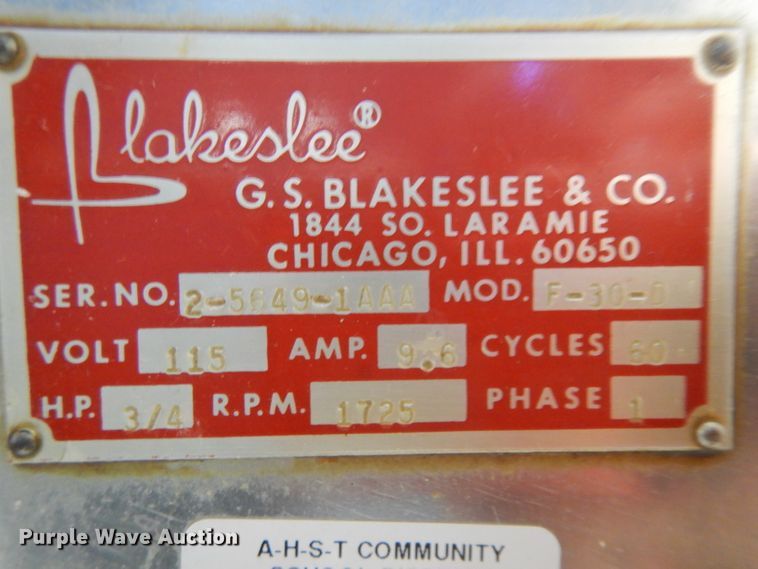 Blakeslee®
G. S. BLAKESLEE & CO.
1844 SO. LARAMIE
CHICAGO, ILL. 60650
SER. NO. 2-5649-1AAA MOD. F-30-D
VOLT 115 AMP. 9.6 CYCLES 60
H.P. 3/4 R.P.M. 1725 PHASE 1
Purple Wave Auction
A-H-S-T COMMUNITY